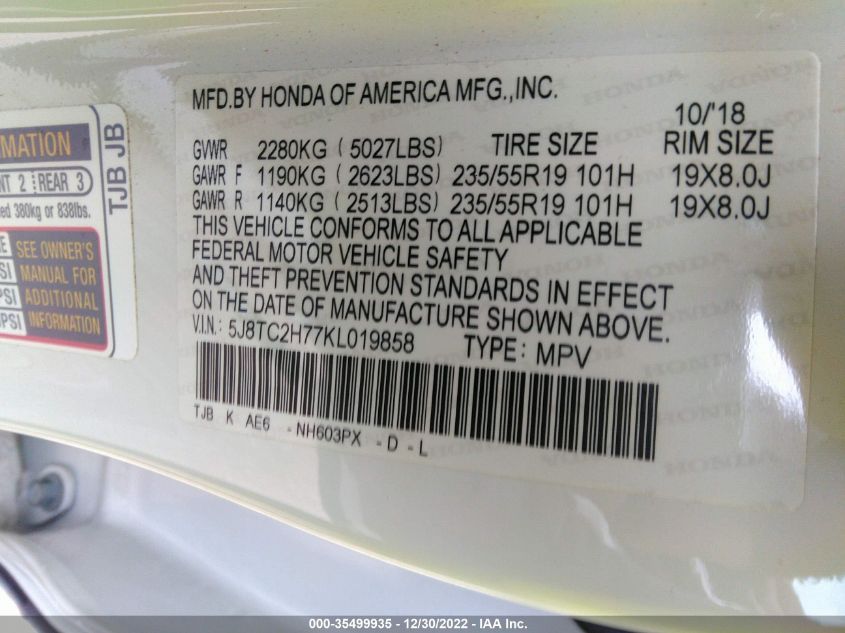 MFD.BY HONDA OF AMERICA MFG.,INC.
10/'18
GVWR 2280KG ( 5027LBS) TIRE SIZE RIM SIZE
GAWR F 1190KG ( 2623LBS) 235/55R19 101H 19X8.0J
GAWR R 1140KG ( 2513LBS) 235/55R19 101H 19X8.0J
THIS VEHICLE CONFORMS TO ALL APPLICABLE
FEDERAL MOTOR VEHICLE SAFETY
AND THEFT PREVENTION STANDARDS IN EFFECT
ON THE DATE OF MANUFACTURE SHOWN ABOVE.
V.I.N.: 5J8TC2H77KL019858 TYPE: MPV
TJB K AE6 -NH603PX -D -L
REAR 3
380kg or 838lbs.
SEE OWNER'S
MANUAL FOR
ADDITIONAL
INFORMATION
TJB JB
000-35499935 - 12/30/2022 - IAA Inc.